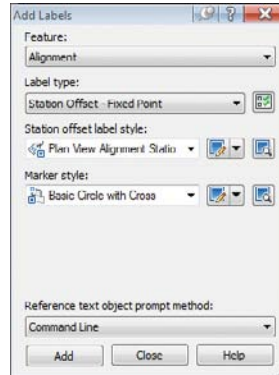 Add Labels
Feature:
Alignment
Label type:
Station Offset - Fixed Point
Station offset label style:
Plan View Alignment Statio
Marker style:
Basic Circle with Cross
Reference text object prompt method:
Command Line
Add Close Help